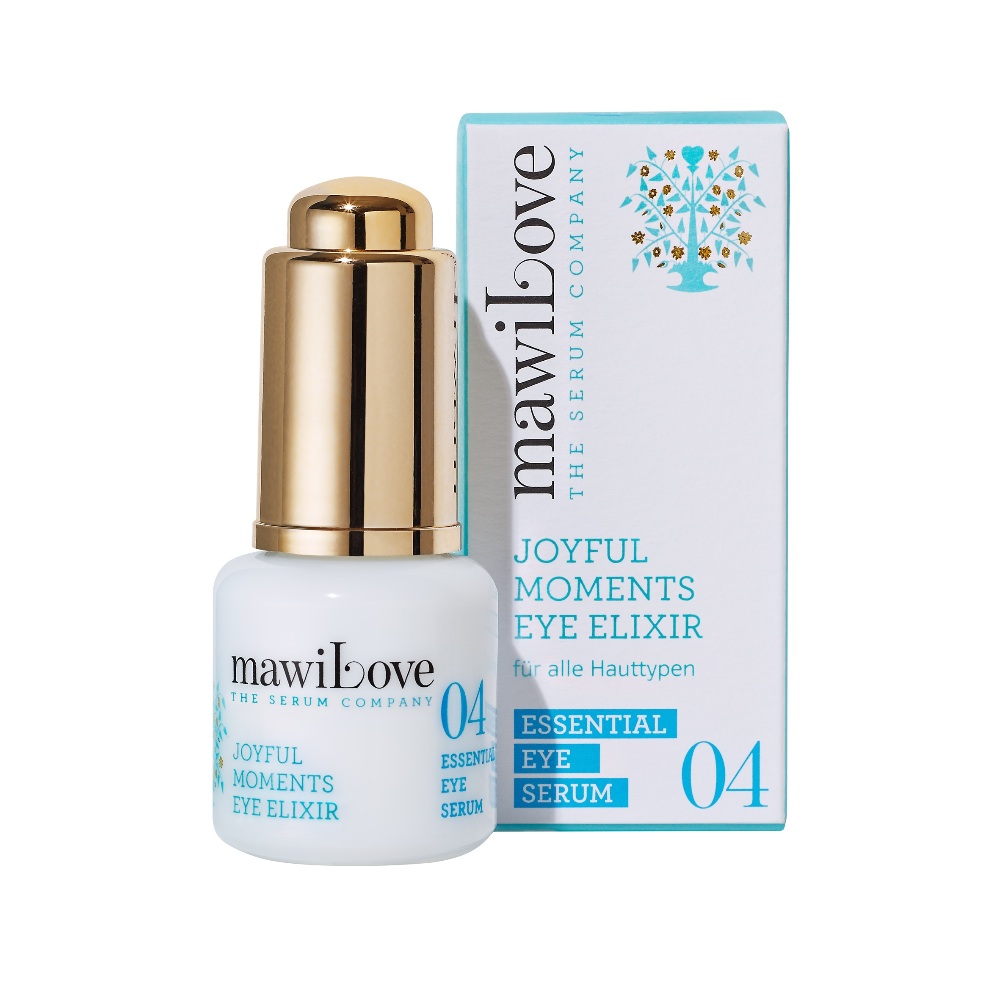 mawiLove
THE SERUM COMPANY
JOYFUL
MOMENTS
EYE ELIXIR
04
ESSENTIAL
EYE
SERUM
mawiLove
THE SERUM COMPANY
JOYFUL
MOMENTS
EYE ELIXIR
für alle Hauttypen
ESSENTIAL
EYE
SERUM
04